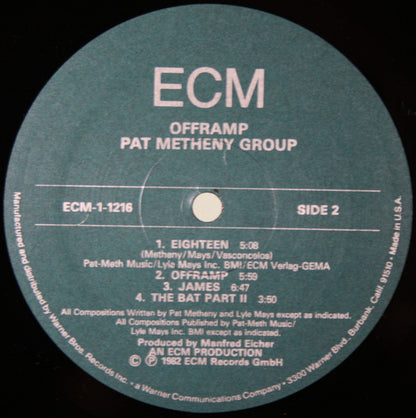 ECM
OFFRAMP
PAT METHENY GROUP
ECM-1-1216
SIDE 2
1. EIGHTEEN 5:08
(Metheny/Mays/Vasconcelos)
Pat-Meth Music/Lyle Mays Inc. BMI/ECM Verlag-GEMA
2. OFFRAMP 5:59
3. JAMES 6:47
4. THE BAT PART II 3:50
All Compositions Written by Pat Metheny and Lyle Mays except as indicated.
All Compositions Published by Pat-Meth Music/
Lyle Mays Inc. BMI except as indicated.
Produced by Manfred Eicher
AN ECM PRODUCTION
© ℗ 1982 ECM Records GmbH
Manufactured and distributed by Warner Bros. Records Inc. • a Warner Communications Company • 3300 Warner Blvd., Burbank, Calif. 91510 • Made in U.S.A.